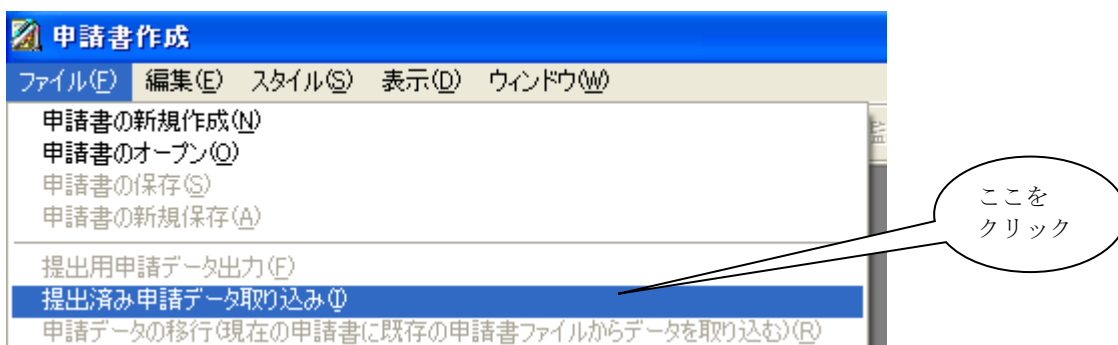 申請書作成
ファイル(F) 編集(E) スタイル(S) 表示(D) ウィンドウ(W)
申請書の新規作成(N)
申請書のオープン(O)
申請書の保存(S)
申請書の新規保存(A)
提出用申請データ出力(F)
提出済み申請データ取り込み(I)
申請データの移行(現在の申請書に既存の申請書ファイルからデータを取り込む)(R)
ここを
クリック